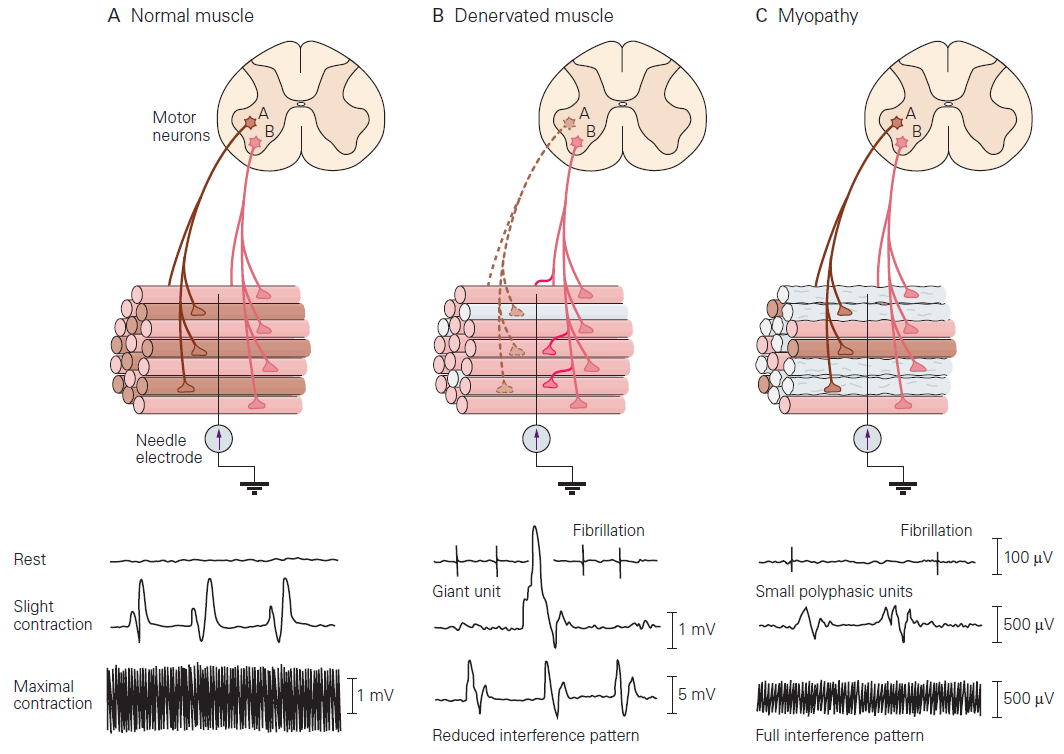 A Normal muscle
B Denervated muscle
C Myopathy
Motor
neurons
A
B
A
B
A
B
Needle
electrode
Rest
Slight
contraction
Maximal
contraction
1 mV
Fibrillation
Giant unit
1 mV
5 mV
Reduced interference pattern
Fibrillation
100 µV
Small polyphasic units
500 µV
500 µV
Full interference pattern